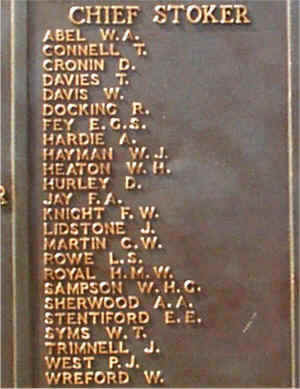 CHIEF STOKER
ABEL W.A.
CONNELL T.
CRONIN D.
DAVIES T.
DAVIS W.
DOCKING R.
FEY E.G.S.
HARDIE A.
HAYMAN W.J.
HEATON W.H.
HURLEY D.
JAY F.A.
KNIGHT F.W.
LIDSTONE J.
MARTIN C.W.
ROWE L.S.
ROYAL H.M.W.
SAMPSON W.H.G.
SHERWOOD A.A.
STENTIFORD E.E.
SYMS W.T.
TRIMNELL J.
WEST P.J.
WREFORD W.